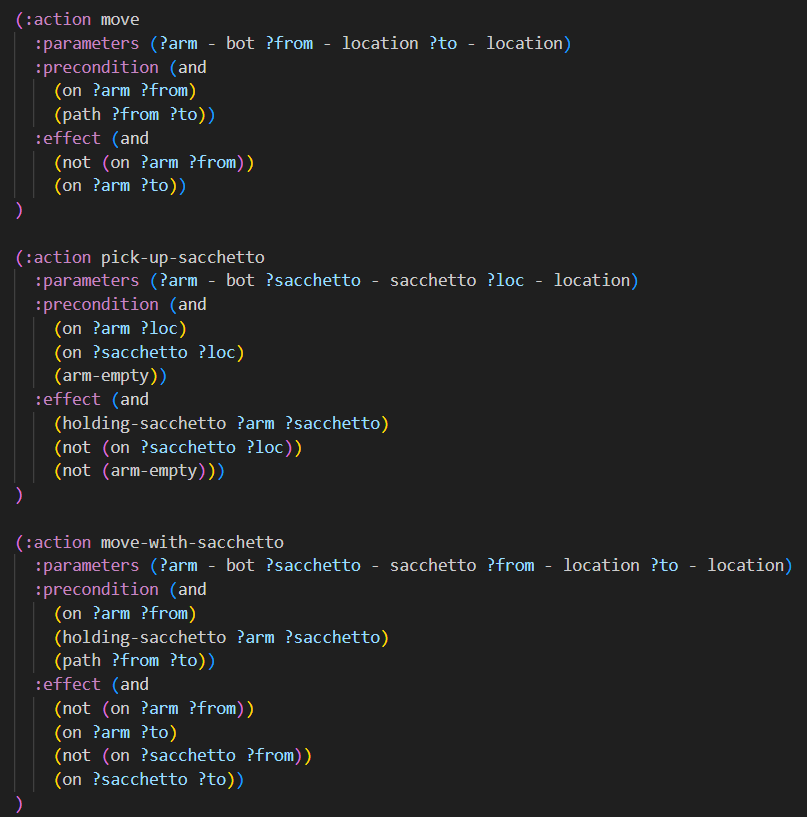 (:action move
  :parameters (?arm - bot ?from - location ?to - location)
  :precondition (and
    (on ?arm ?from)
    (path ?from ?to))
  :effect (and
    (not (on ?arm ?from))
    (on ?arm ?to))
)

(:action pick-up-sacchetto
  :parameters (?arm - bot ?sacchetto - sacchetto ?loc - location)
  :precondition (and
    (on ?arm ?loc)
    (on ?sacchetto ?loc)
    (arm-empty))
  :effect (and
    (holding-sacchetto ?arm ?sacchetto)
    (not (on ?sacchetto ?loc))
    (not (arm-empty)))
)

(:action move-with-sacchetto
  :parameters (?arm - bot ?sacchetto - sacchetto ?from - location ?to - location)
  :precondition (and
    (on ?arm ?from)
    (holding-sacchetto ?arm ?sacchetto)
    (path ?from ?to))
  :effect (and
    (not (on ?arm ?from))
    (on ?arm ?to)
    (not (on ?sacchetto ?from))
    (on ?sacchetto ?to))
)